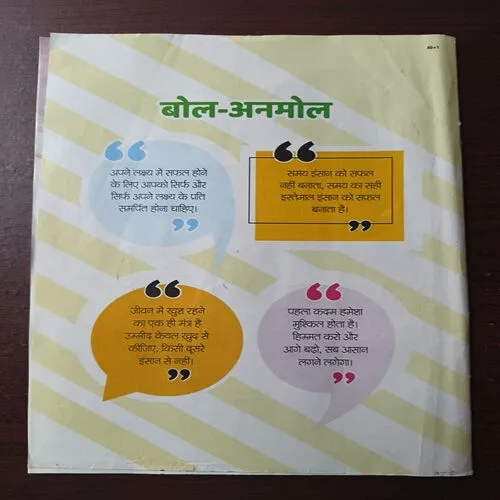 40+1
बोल-अनमोल
अपने लक्ष्य में सफल होने
के लिए आपको सिर्फ और
सिर्फ अपने लक्ष्य के प्रति
समर्पित होना चाहिए।
समय इंसान को सफल
नहीं बनाता, समय का सही
इस्तेमाल इंसान को सफल
बनाता है।
जीवन में खुश रहने
का एक ही मंत्र है
उम्मीद केवल खुद से
कीजिए, किसी दूसरे
इंसान से नहीं।
पहला कदम हमेशा
मुश्किल होता है।
हिम्मत करो और
आगे बढ़ो, सब आसान
लगने लगेगा।